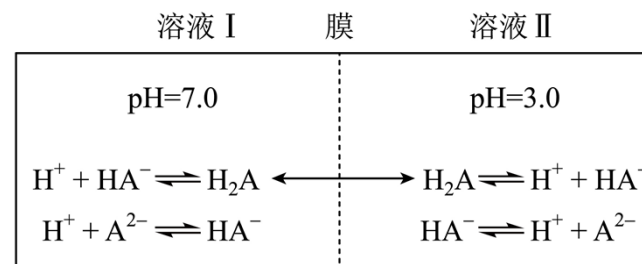 溶液Ⅰ 膜 溶液Ⅱ
pH=7.0 pH=3.0
H⁺ + HA⁻ ⇌ H₂A ⟷ H₂A ⇌ H⁺ + HA⁻
H⁺ + A²⁻ ⇌ HA⁻ HA⁻ ⇌ H⁺ + A²⁻